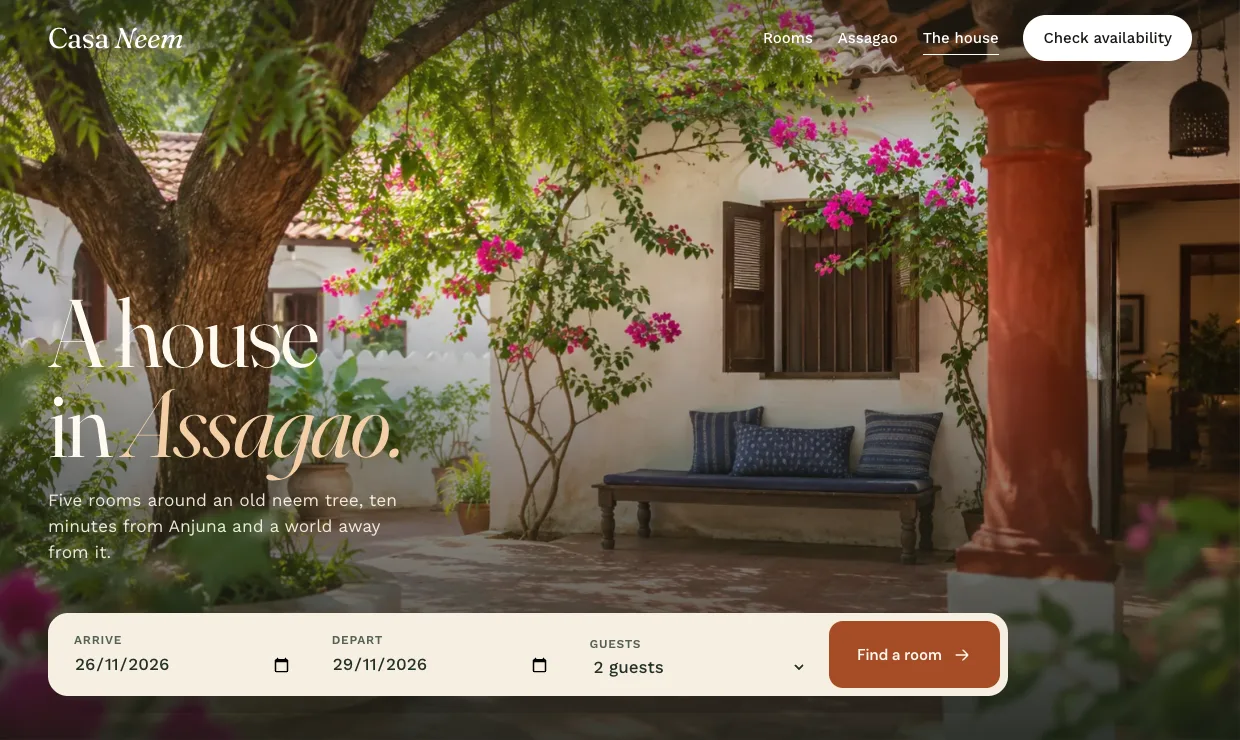 Casa Neem
Rooms
Assagao
The house
Check availability
A house
in Assagao.
Five rooms around an old neem tree, ten
minutes from Anjuna and a world away
from it.
ARRIVE
26/11/2026
DEPART
29/11/2026
GUESTS
2 guests
Find a room